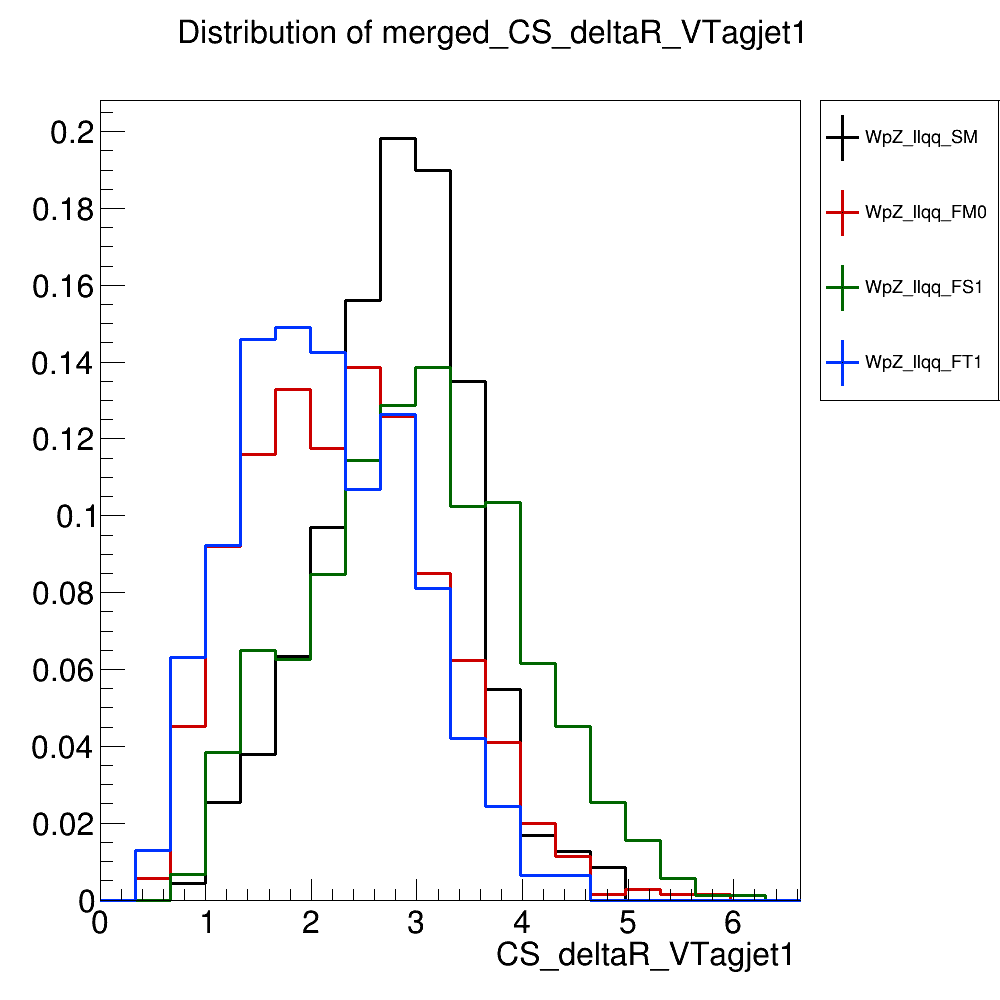 Distribution of merged_CS_deltaR_VTagjet1
0.2
0.18
0.16
0.14
0.12
0.1
0.08
0.06
0.04
0.02
0
0 1 2 3 4 5 6
CS_deltaR_VTagjet1
WpZ_llqq_SM
WpZ_llqq_FM0
WpZ_llqq_FS1
WpZ_llqq_FT1